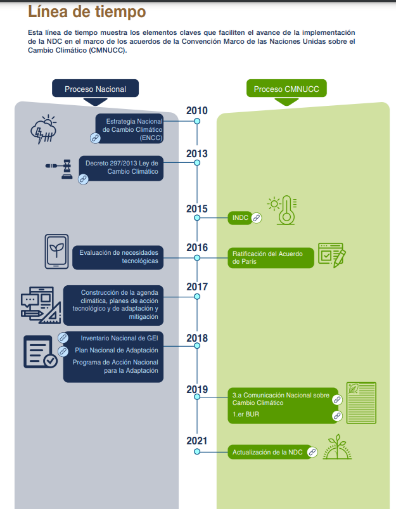 Línea de tiempo
Esta línea de tiempo muestra los elementos claves que faciliten el avance de la implementación
de la NDC en el marco de los acuerdos de la Convención Marco de las Naciones Unidas sobre el
Cambio Climático (CMNUCC).
Proceso Nacional
Proceso CMNUCC
2010
Estrategia Nacional
de Cambio Climático
(ENCC)
2013
Decreto 297/2013 Ley de
Cambio Climático
2015
INDC
2016
Evaluación de necesidades
tecnológicas
Ratificación del Acuerdo
de París
2017
Construcción de la agenda
climática, planes de acción
tecnológico y de adaptación y
mitigación
2018
Inventario Nacional de GEI
Plan Nacional de Adaptación
Programa de Acción Nacional
para la Adaptación
2019
3.a Comunicación Nacional sobre
Cambio Climático
1.er BUR
2021
Actualización de la NDC